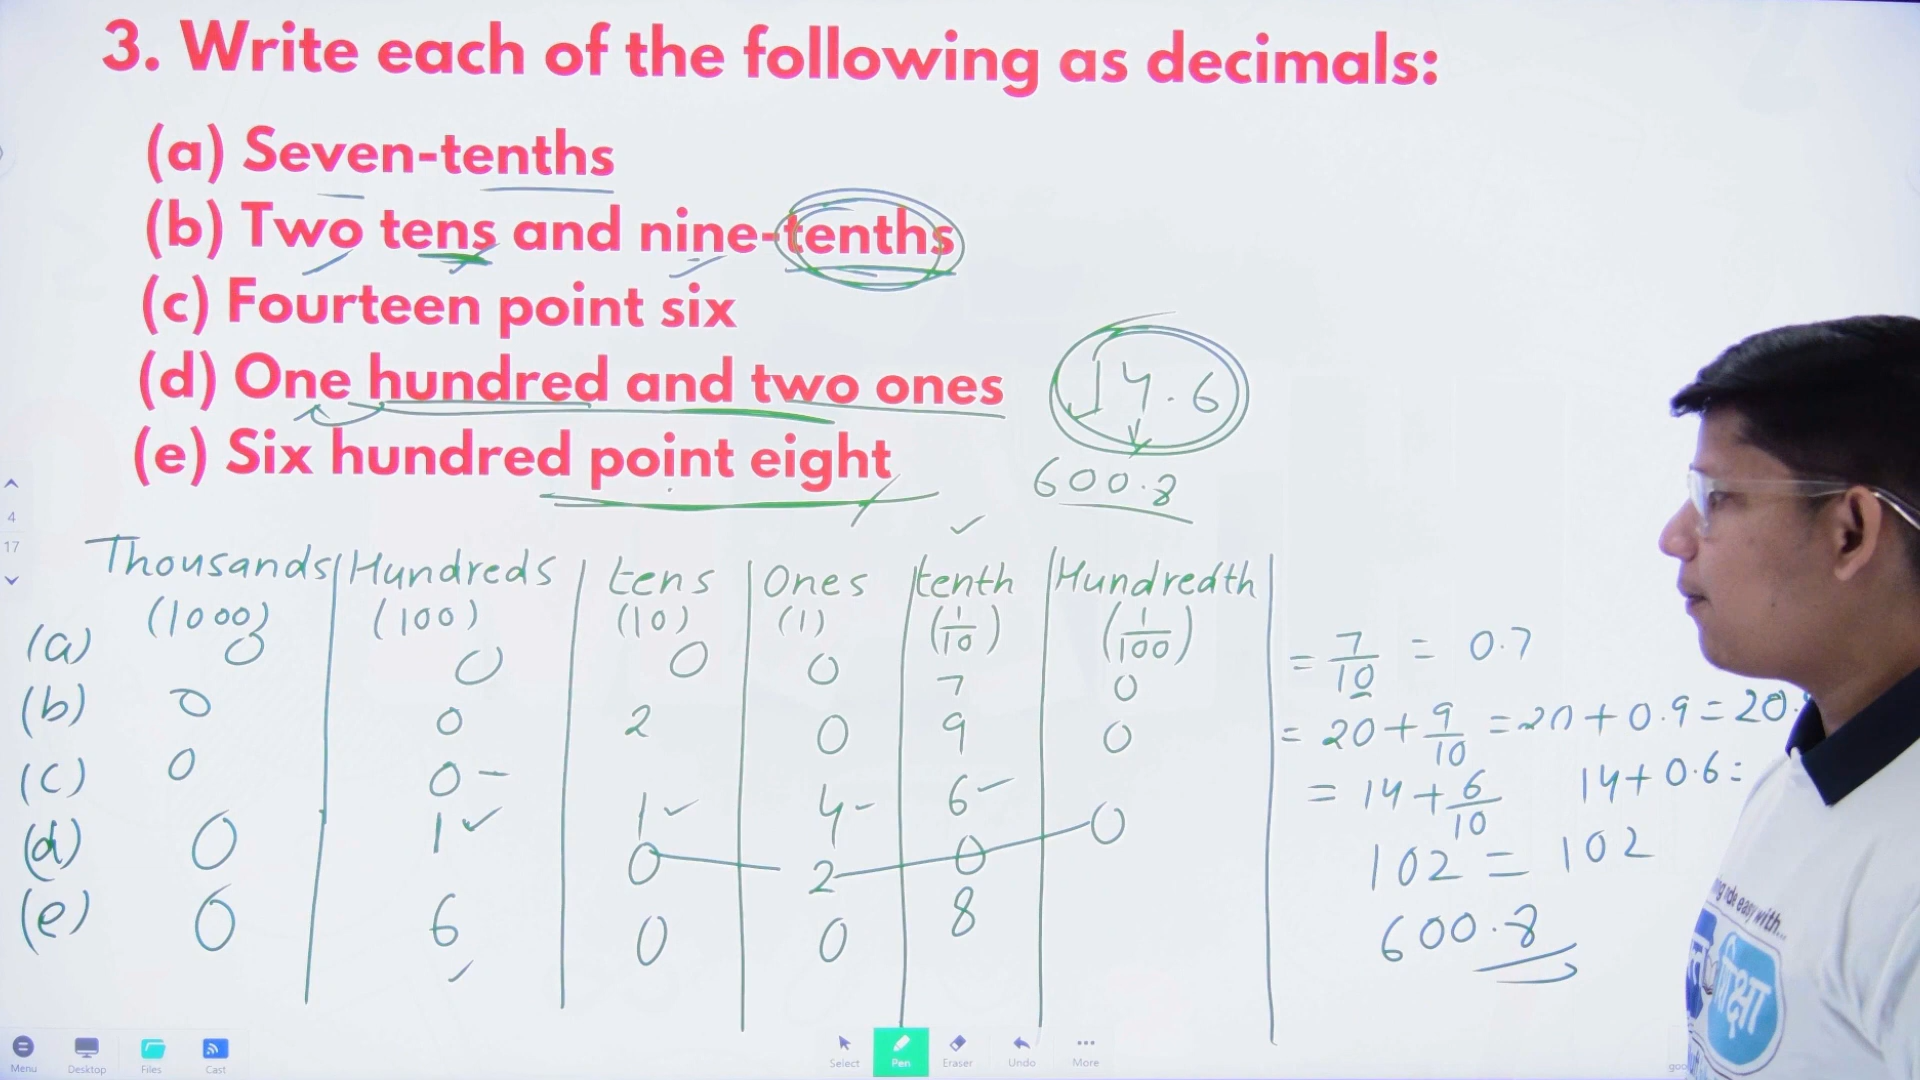 3. Write each of the following as decimals:
(a) Seven-tenths
(b) Two tens and nine-tenths
(c) Fourteen point six
(d) One hundred and two ones
(e) Six hundred point eight
14.6
600.8
4
17
Thousands Hundreds tens Ones tenth Hundredth
(1000) (100) (10) (1) (1/10) (1/100)
(a) 0 0 0 0 7 0 = 7/10 = 0.7
(b) 0 0 2 0 9 0 = 20 + 9/10 = 20 + 0.9 = 20.
(c) 0 0 1 4 6 = 14 + 6/10 14 + 0.6 =
(d) 0 1 0 2 0 0 102 = 102
(e) 0 6 0 0 8 600.8
easy with...
शिक्षा
Menu Desktop Files Cast Select Pen Eraser Undo More